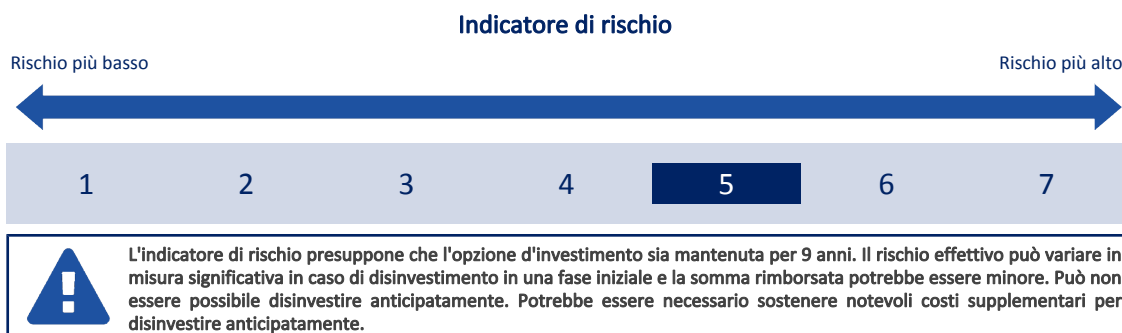 Indicatore di rischio
Rischio più basso
Rischio più alto
1 2 3 4 5 6 7
L'indicatore di rischio presuppone che l'opzione d'investimento sia mantenuta per 9 anni. Il rischio effettivo può variare in
misura significativa in caso di disinvestimento in una fase iniziale e la somma rimborsata potrebbe essere minore. Può non
essere possibile disinvestire anticipatamente. Potrebbe essere necessario sostenere notevoli costi supplementari per
disinvestire anticipatamente.